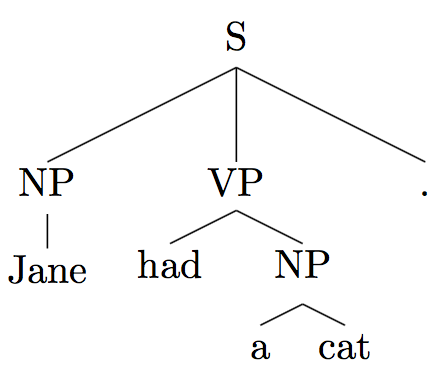 S
NP VP .
Jane had NP
a cat